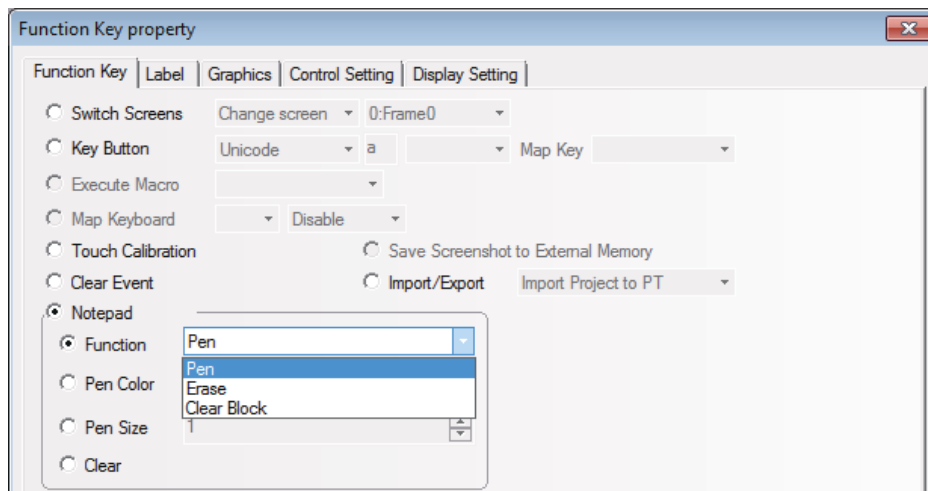 Function Key property
Function Key Label Graphics Control Setting Display Setting
Switch Screens Change screen 0:Frame0
Key Button Unicode a Map Key
Execute Macro
Map Keyboard Disable
Touch Calibration Save Screenshot to External Memory
Clear Event Import/Export Import Project to PT
Notepad
Function Pen
Pen
Pen Color Erase
Clear Block
Pen Size 1
Clear